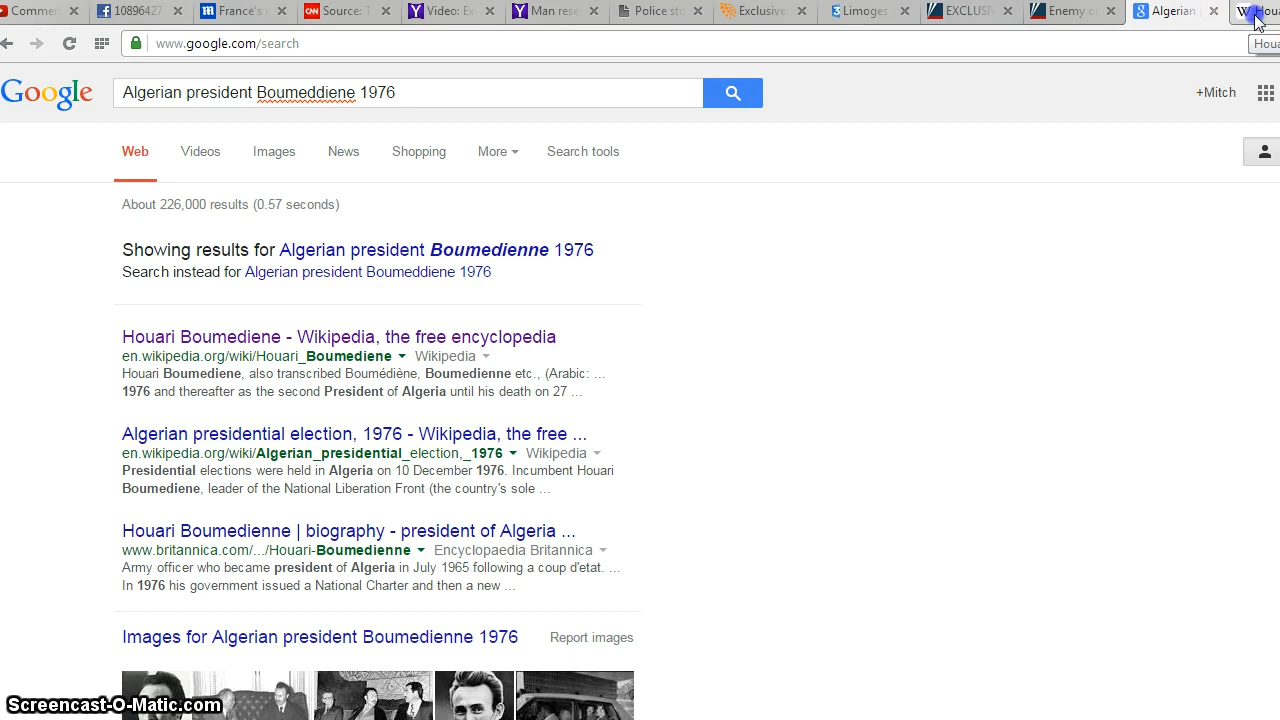 Commen
10896427
France's
Source: T
Video: Ex
Man rese
Police sto
Exclusive
Limoges
EXCLUSIV
Enemy o
Algerian
Hou
www.google.com/search
Houa
Google
Algerian president Boumeddiene 1976
+Mitch
Web Videos Images News Shopping More Search tools
About 226,000 results (0.57 seconds)
Showing results for Algerian president Boumedienne 1976
Search instead for Algerian president Boumeddiene 1976
Houari Boumediene - Wikipedia, the free encyclopedia
en.wikipedia.org/wiki/Houari_Boumediene Wikipedia
Houari Boumediene, also transcribed Boumédiène, Boumedienne etc., (Arabic: ...
1976 and thereafter as the second President of Algeria until his death on 27 ...
Algerian presidential election, 1976 - Wikipedia, the free ...
en.wikipedia.org/wiki/Algerian_presidential_election,_1976 Wikipedia
Presidential elections were held in Algeria on 10 December 1976. Incumbent Houari
Boumediene, leader of the National Liberation Front (the country's sole ...
Houari Boumedienne | biography - president of Algeria ...
www.britannica.com/.../Houari-Boumedienne Encyclopaedia Britannica
Army officer who became president of Algeria in July 1965 following a coup d'etat. ...
In 1976 his government issued a National Charter and then a new ...
Images for Algerian president Boumedienne 1976 Report images
Screencast-O-Matic.com